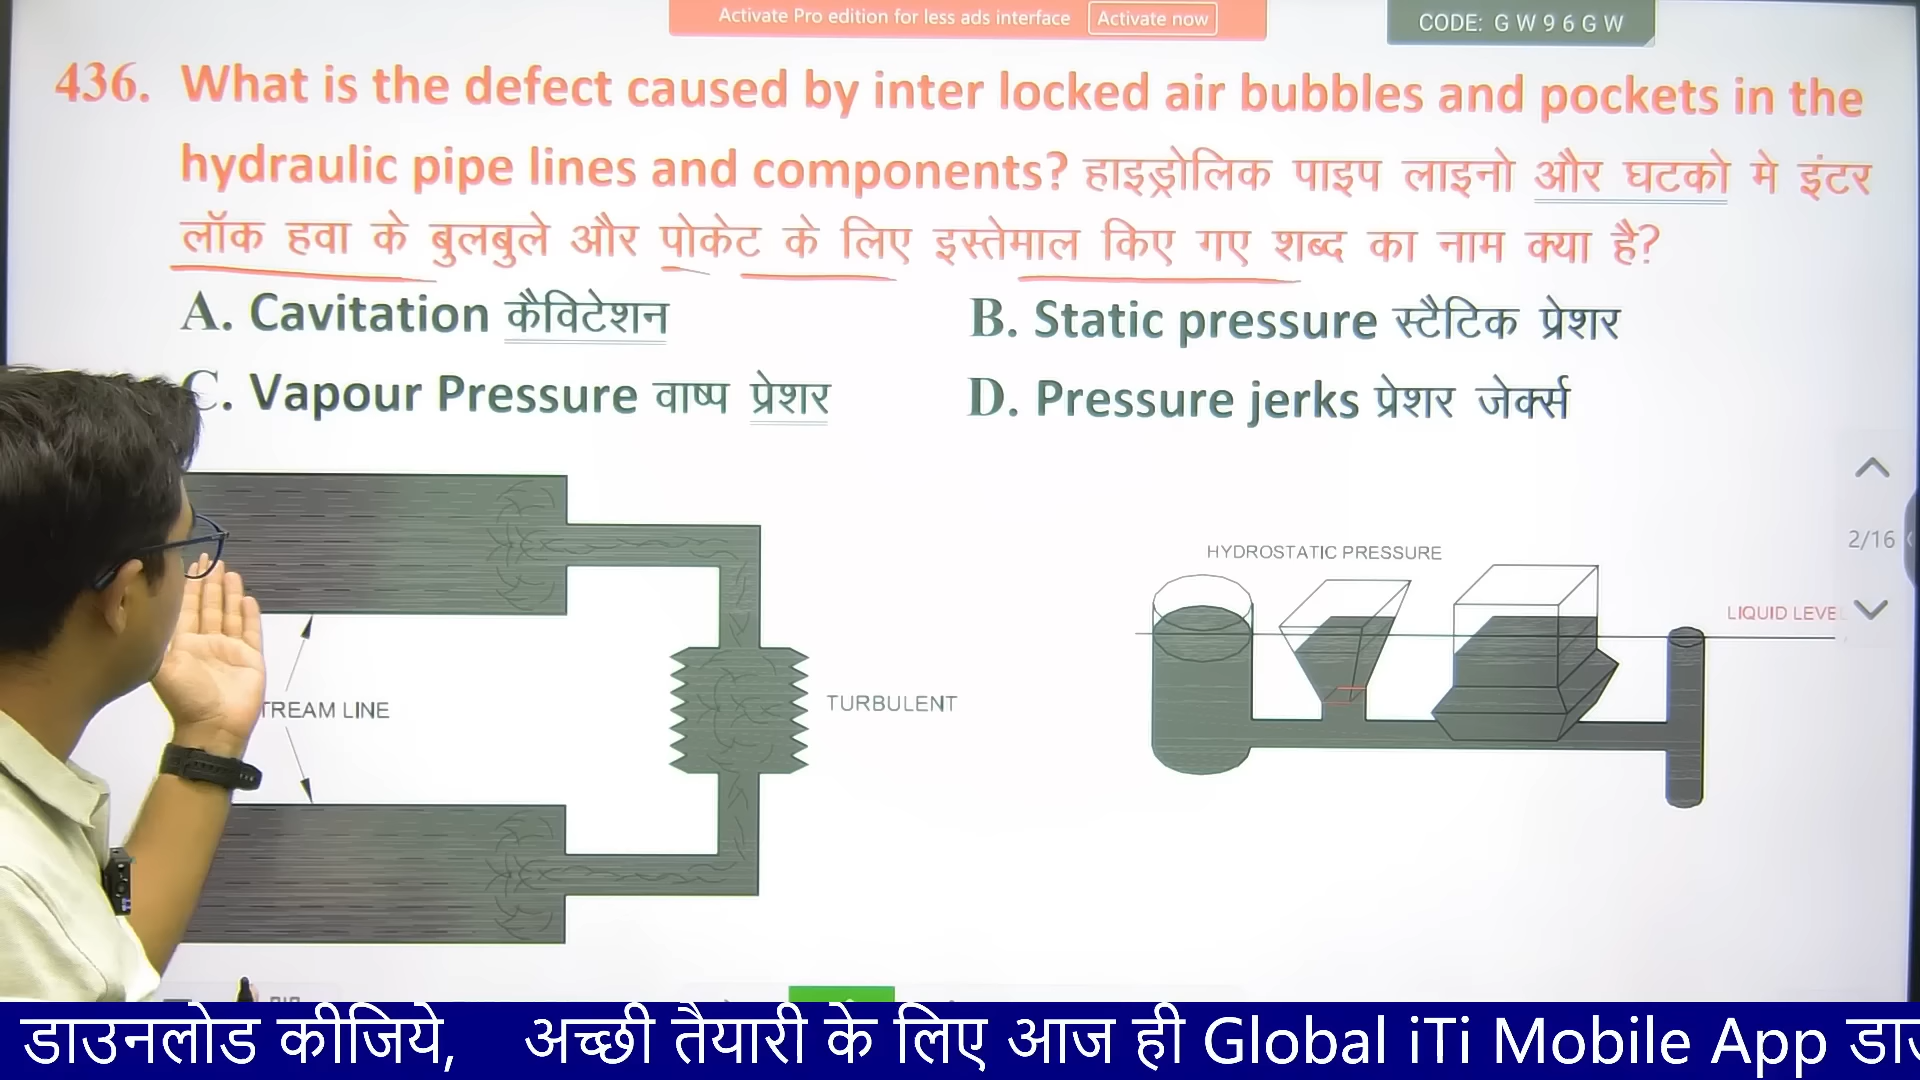 Activate Pro edition for less ads interface Activate now
CODE: G W 9 6 G W
436. What is the defect caused by inter locked air bubbles and pockets in the
hydraulic pipe lines and components? हाइड्रोलिक पाइप लाइनो और घटको मे इंटर
लॉक हवा के बुलबुले और पोकेट के लिए इस्तेमाल किए गए शब्द का नाम क्या है?
A. Cavitation कैविटेशन
B. Static pressure स्टैटिक प्रेशर
C. Vapour Pressure वाष्प प्रेशर
D. Pressure jerks प्रेशर जेर्क्स
HYDROSTATIC PRESSURE
2/16
LIQUID LEVE
TREAM LINE
TURBULENT
डाउनलोड कीजिये, अच्छी तैयारी के लिए आज ही Global iTi Mobile App